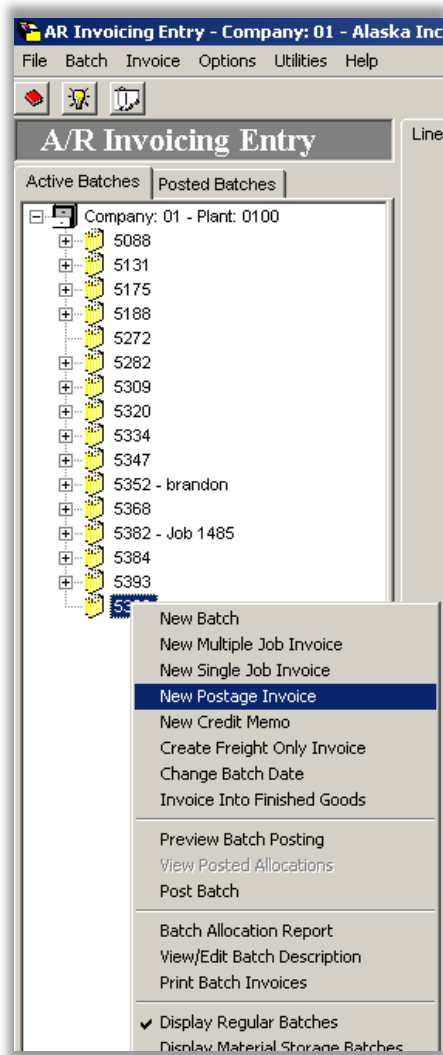 AR Invoicing Entry - Company: 01 - Alaska Inc
File Batch Invoice Options Utilities Help
A/R Invoicing Entry
Line
Active Batches Posted Batches
Company: 01 - Plant: 0100
5088
5131
5175
5188
5272
5282
5309
5320
5334
5347
5352 - brandon
5368
5382 - Job 1485
5384
5393
New Batch
New Multiple Job Invoice
New Single Job Invoice
New Postage Invoice
New Credit Memo
Create Freight Only Invoice
Change Batch Date
Invoice Into Finished Goods
Preview Batch Posting
View Posted Allocations
Post Batch
Batch Allocation Report
View/Edit Batch Description
Print Batch Invoices
Display Regular Batches
Display Material Storage Batches